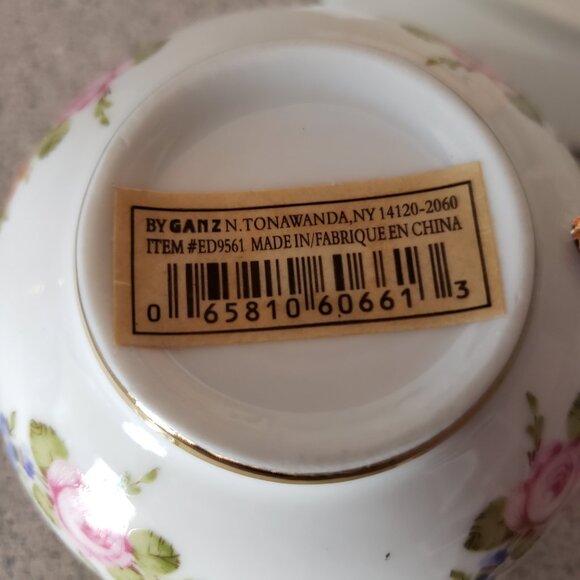 BY GANZ N. TONAWANDA, NY 14120-2060
ITEM #ED9561 MADE IN/FABRIQUE EN CHINA
0 65810 60661 3